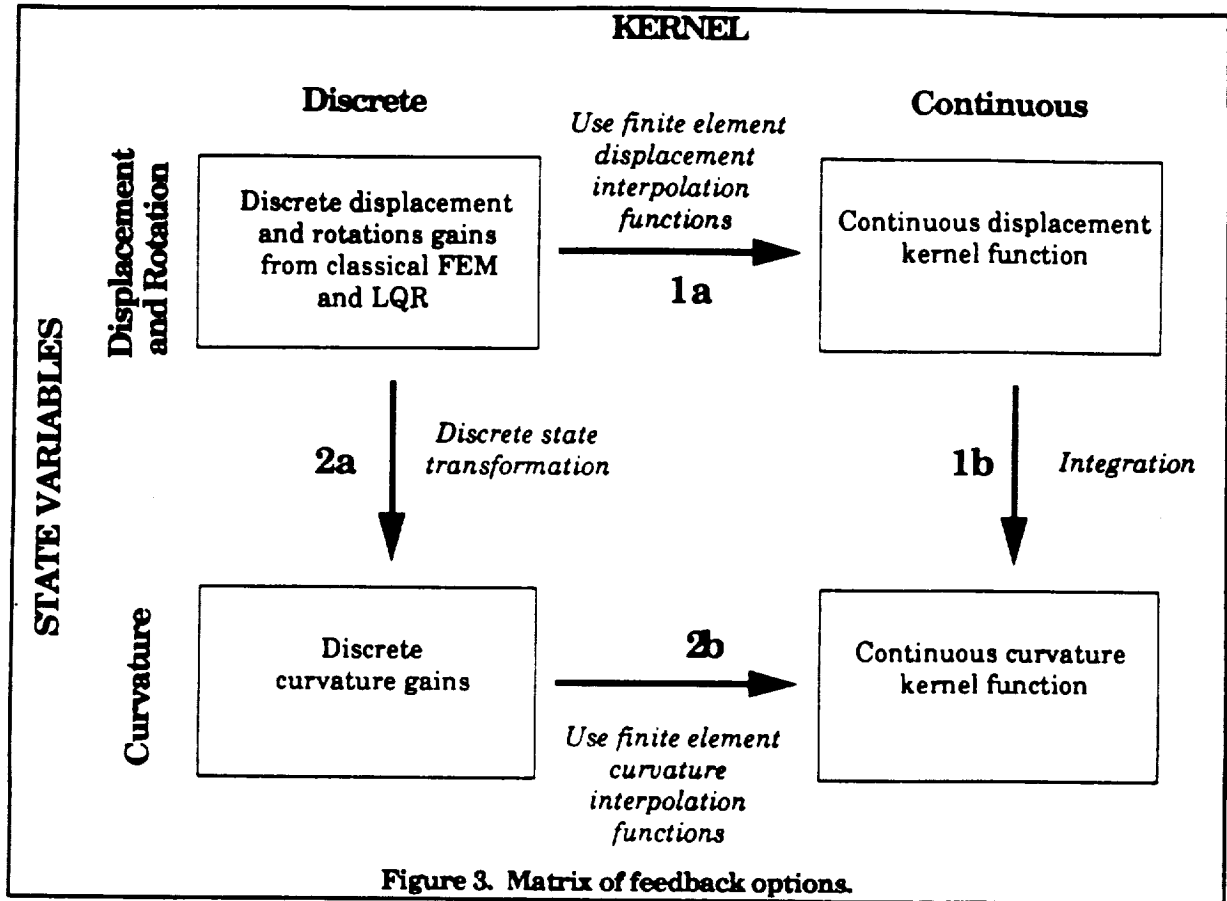 KERNEL
Discrete
Continuous
Use finite element
displacement
interpolation
functions
Displacement
and Rotation
Discrete displacement
and rotations gains
from classical FEM
and LQR
1a
Continuous displacement
kernel function
STATE VARIABLES
2a
Discrete state
transformation
1b
Integration
Curvature
Discrete
curvature gains
2b
Continuous curvature
kernel function
Use finite element
curvature
interpolation
functions
Figure 3. Matrix of feedback options.